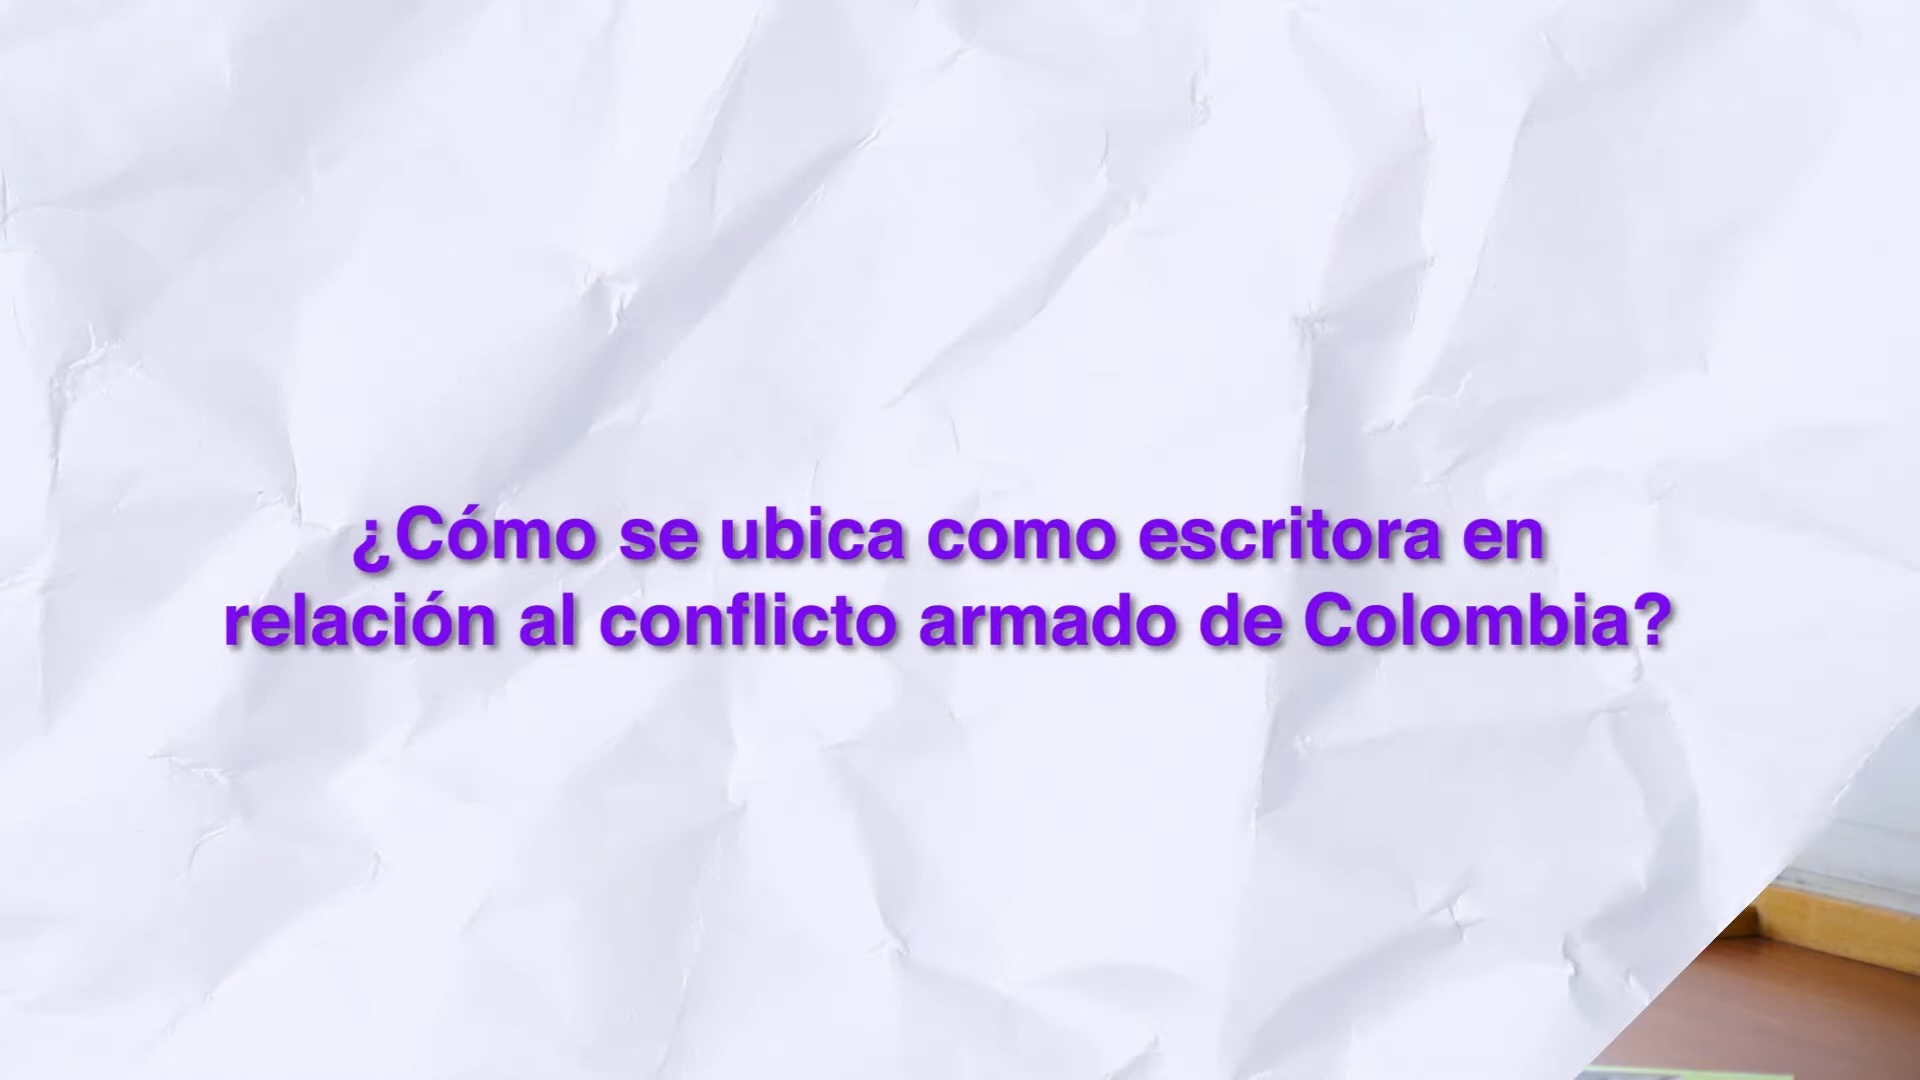 ¿Cómo se ubica como escritora en
relación al conflicto armado de Colombia?